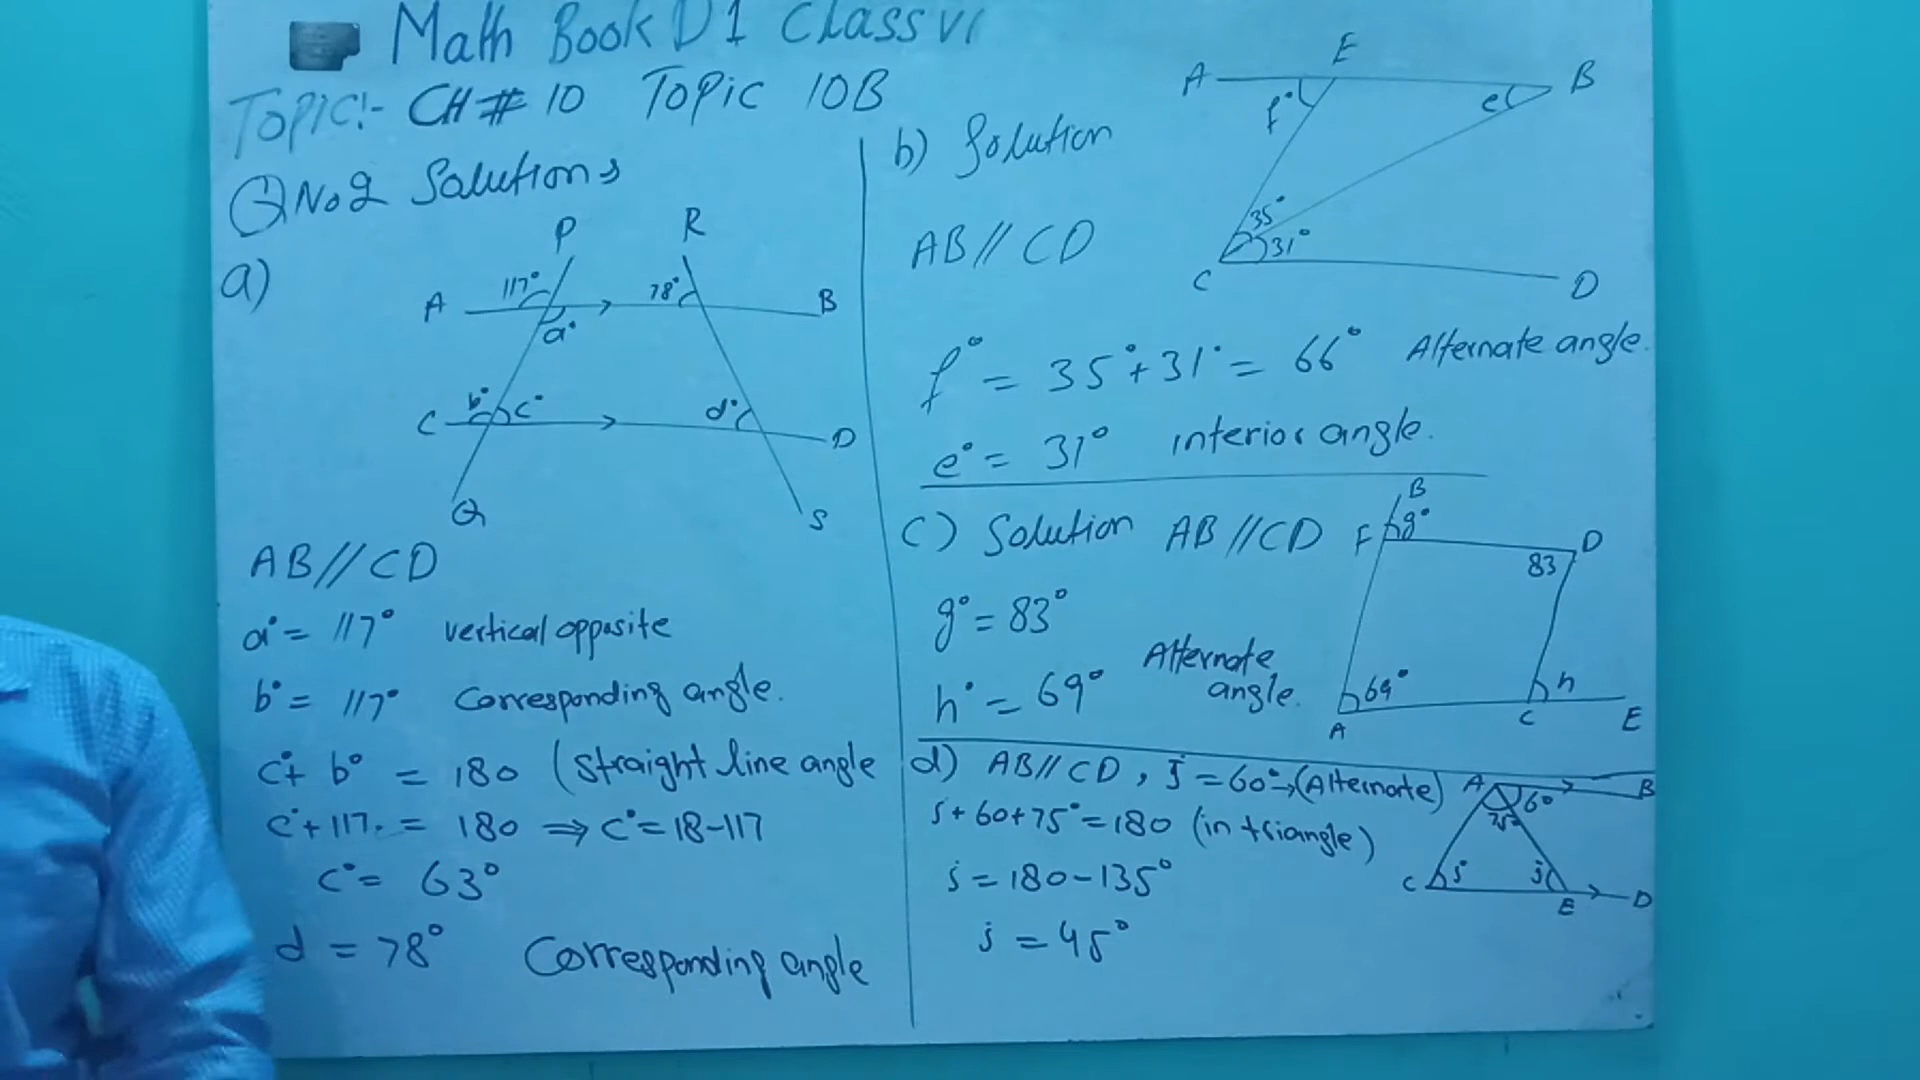 Math Book D1 Class VI
TOPIC:- CH # 10 Topic 10B
Q No 2 Solutions
a)
P R
117° 78°
A B
a°
b° c° d°
C D
Q S
AB//CD
a° = 117° vertical opposite
b° = 117° Corresponding angle.
c°+ b° = 180 (straight line angle
c°+117. = 180 ⇒ c°=18-117
c° = 63°
d = 78° Corresponding angle
b) Solution
A E B
f° e
35°
31°
C D
AB//CD
f° = 35°+31° = 66° Alternate angle.
e° = 31° interior angle.
c) Solution AB//CD
B
F g° D
83
69° h
A C E
g° = 83°
h° = 69° Alternate angle.
d) AB//CD, j = 60°→(Alternate)
i + 60+75° = 180 (in triangle)
i = 180-135°
i = 45°
A B
60
75°
C i j
E D